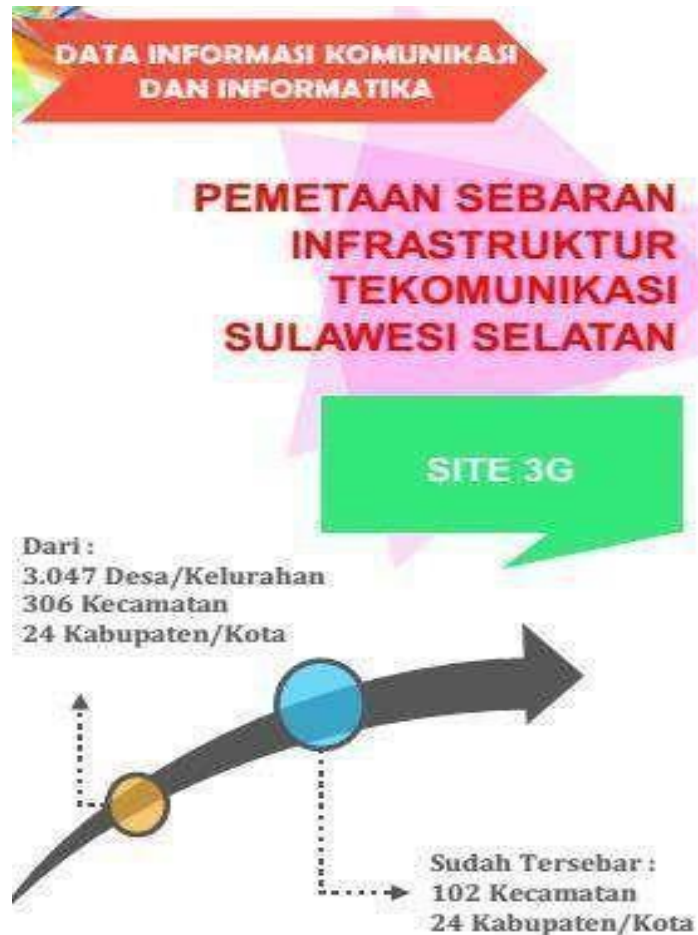 DATA INFORMASI KOMUNIKASI
DAN INFORMATIKA
PEMETAAN SEBARAN
INFRASTRUKTUR
TEKOMUNIKASI
SULAWESI SELATAN
SITE 3G
Dari :
3.047 Desa/Kelurahan
306 Kecamatan
24 Kabupaten/Kota
Sudah Tersebar :
102 Kecamatan
24 Kabupaten/Kota